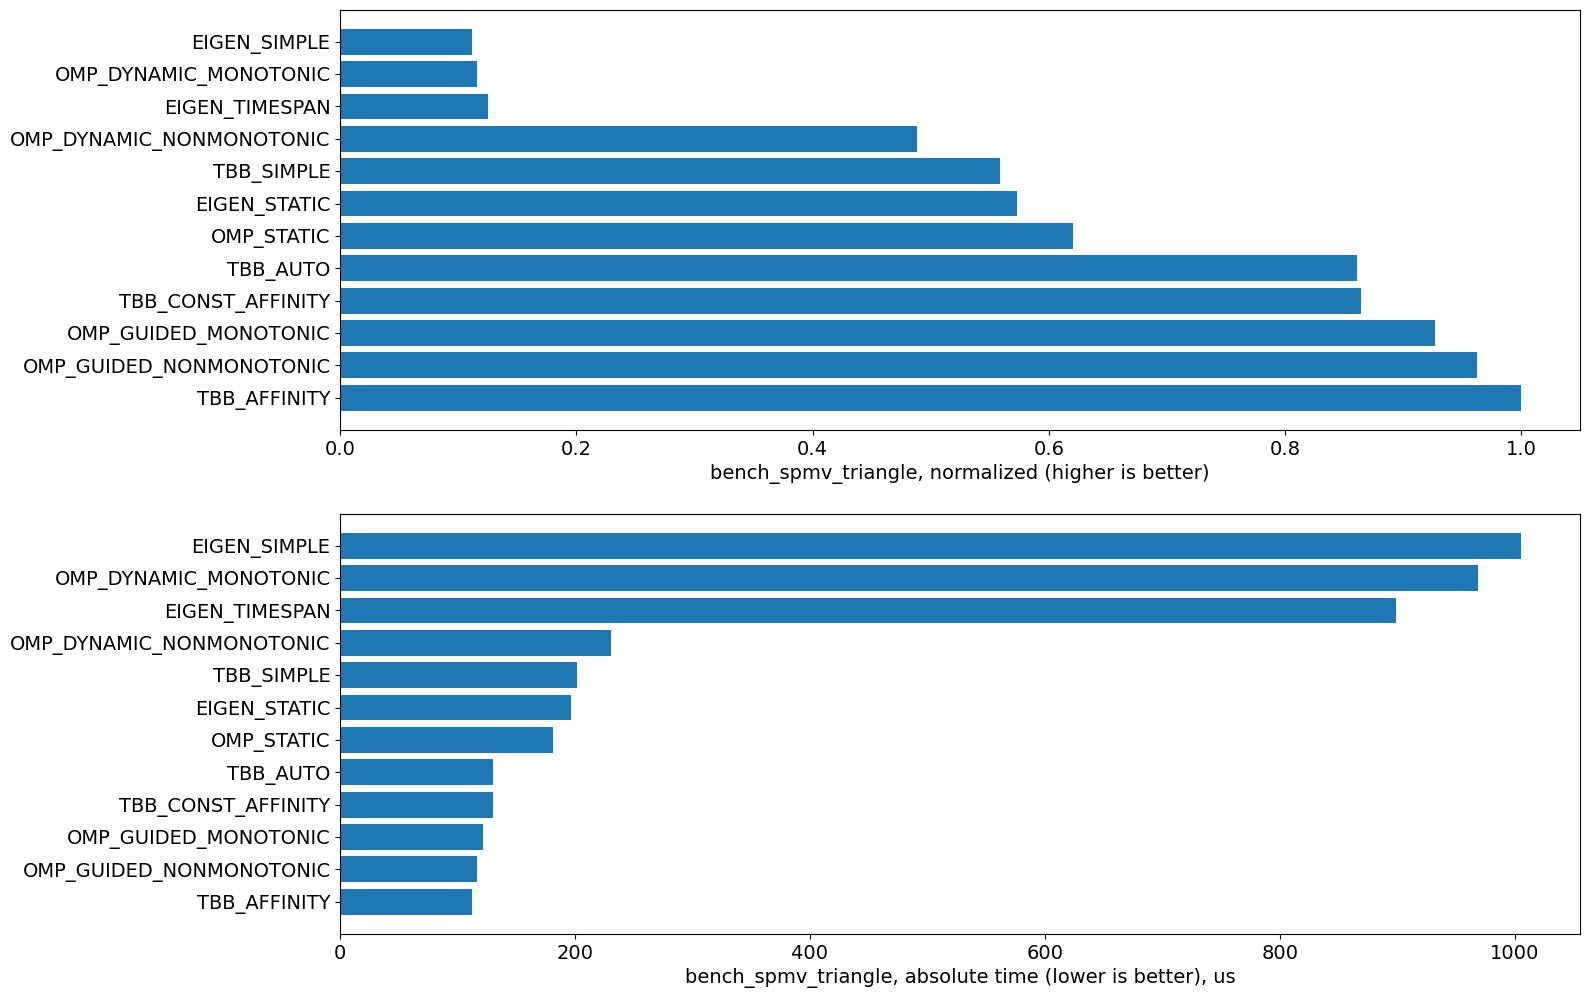 EIGEN_SIMPLE
OMP_DYNAMIC_MONOTONIC
EIGEN_TIMESPAN
OMP_DYNAMIC_NONMONOTONIC
TBB_SIMPLE
EIGEN_STATIC
OMP_STATIC
TBB_AUTO
TBB_CONST_AFFINITY
OMP_GUIDED_MONOTONIC
OMP_GUIDED_NONMONOTONIC
TBB_AFFINITY
0.0 0.2 0.4 0.6 0.8 1.0
bench_spmv_triangle, normalized (higher is better)
EIGEN_SIMPLE
OMP_DYNAMIC_MONOTONIC
EIGEN_TIMESPAN
OMP_DYNAMIC_NONMONOTONIC
TBB_SIMPLE
EIGEN_STATIC
OMP_STATIC
TBB_AUTO
TBB_CONST_AFFINITY
OMP_GUIDED_MONOTONIC
OMP_GUIDED_NONMONOTONIC
TBB_AFFINITY
0 200 400 600 800 1000
bench_spmv_triangle, absolute time (lower is better), us